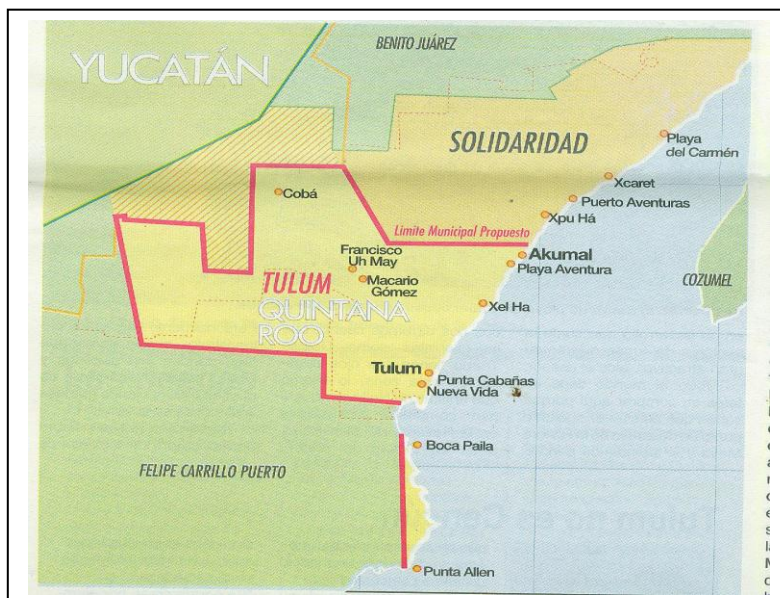 BENITO JUÁREZ
YUCATÁN
SOLIDARIDAD
Playa
del Carmén
Cobá
Xcaret
Puerto Aventuras
Xpu Há
Limite Municipal Propuesto
Francisco
Uh May
Akumal
Playa Aventura
TULUM
Macario
Gómez
COZUMEL
QUINTANA
ROO
Xel Ha
Tulum
Punta Cabañas
Nueva Vida
Boca Paila
FELIPE CARRILLO PUERTO
Punta Allen